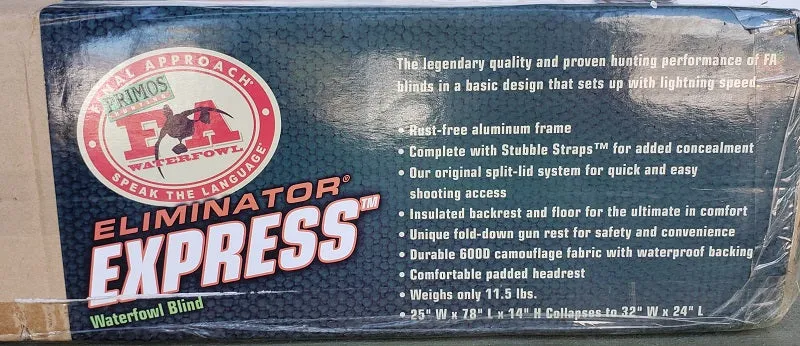 FINAL APPROACH
PRIMOS
FA
WATERFOWL
SPEAK THE LANGUAGE
ELIMINATOR®
EXPRESS™
Waterfowl Blind
The legendary quality and proven hunting performance of FA
blinds in a basic design that sets up with lightning speed.
• Rust-free aluminum frame
• Complete with Stubble Straps™ for added concealment
• Our original split-lid system for quick and easy
shooting access
• Insulated backrest and floor for the ultimate in comfort
• Unique fold-down gun rest for safety and convenience
• Durable 600D camouflage fabric with waterproof backing
• Comfortable padded headrest
• Weighs only 11.5 lbs.
• 25" W x 78" L x 14" H Collapses to 32" W x 24" L